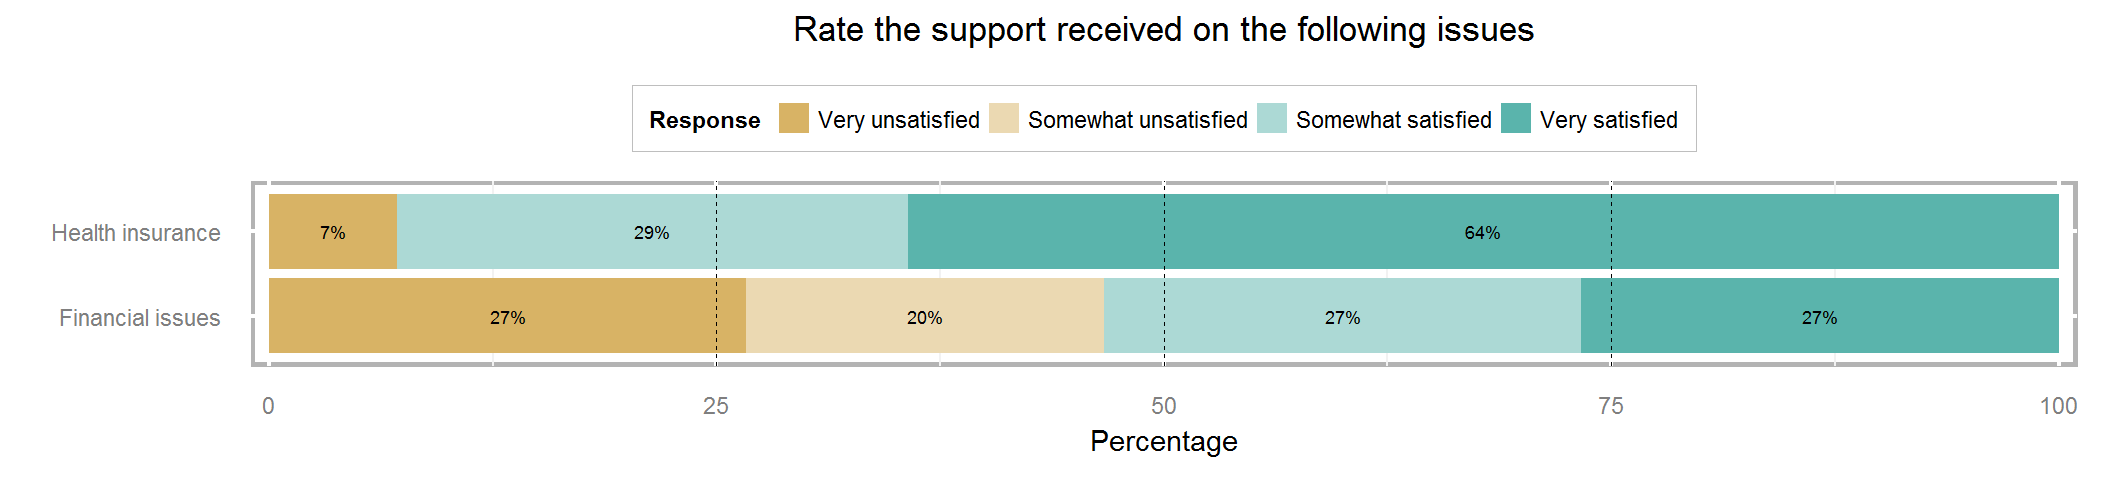 Rate the support received on the following issues
Response Very unsatisfied Somewhat unsatisfied Somewhat satisfied Very satisfied
Health insurance 7% 29% 64%
Financial issues 27% 20% 27% 27%
0 25 50 75 100
Percentage